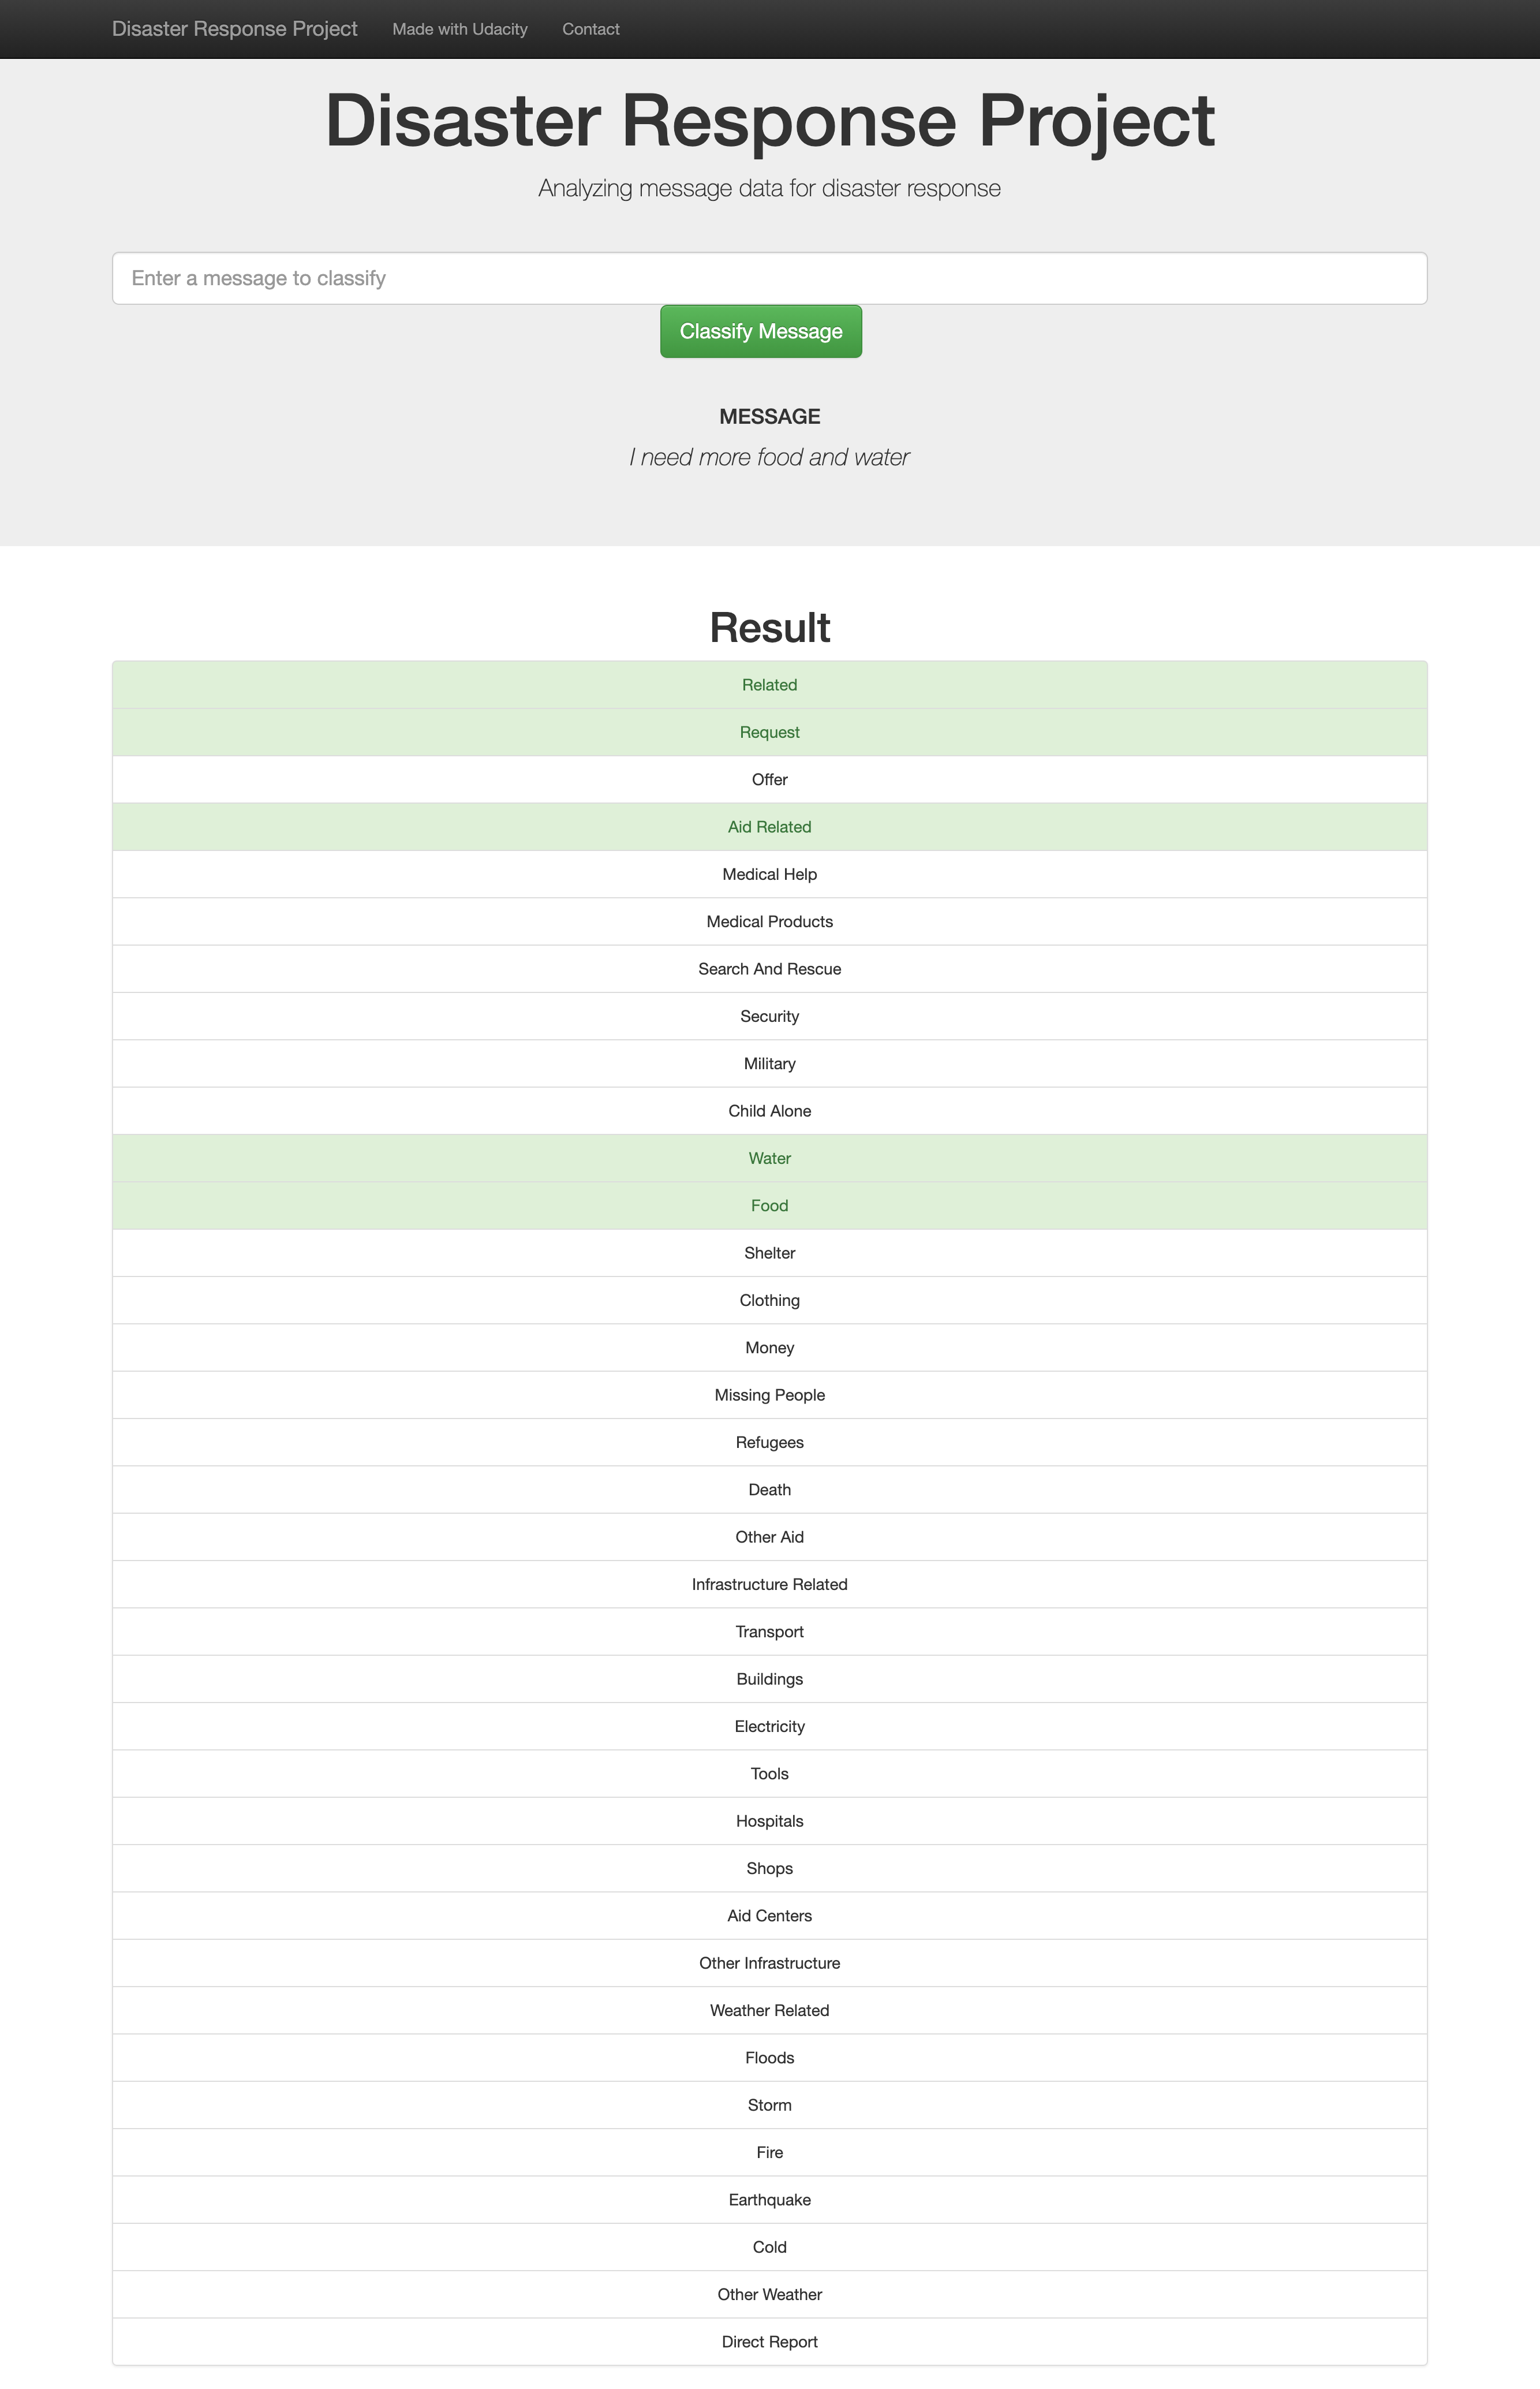 Disaster Response Project Made with Udacity Contact
Disaster Response Project
Analyzing message data for disaster response
Enter a message to classify
Classify Message
MESSAGE
I need more food and water
Result
Related
Request
Offer
Aid Related
Medical Help
Medical Products
Search And Rescue
Security
Military
Child Alone
Water
Food
Shelter
Clothing
Money
Missing People
Refugees
Death
Other Aid
Infrastructure Related
Transport
Buildings
Electricity
Tools
Hospitals
Shops
Aid Centers
Other Infrastructure
Weather Related
Floods
Storm
Fire
Earthquake
Cold
Other Weather
Direct Report